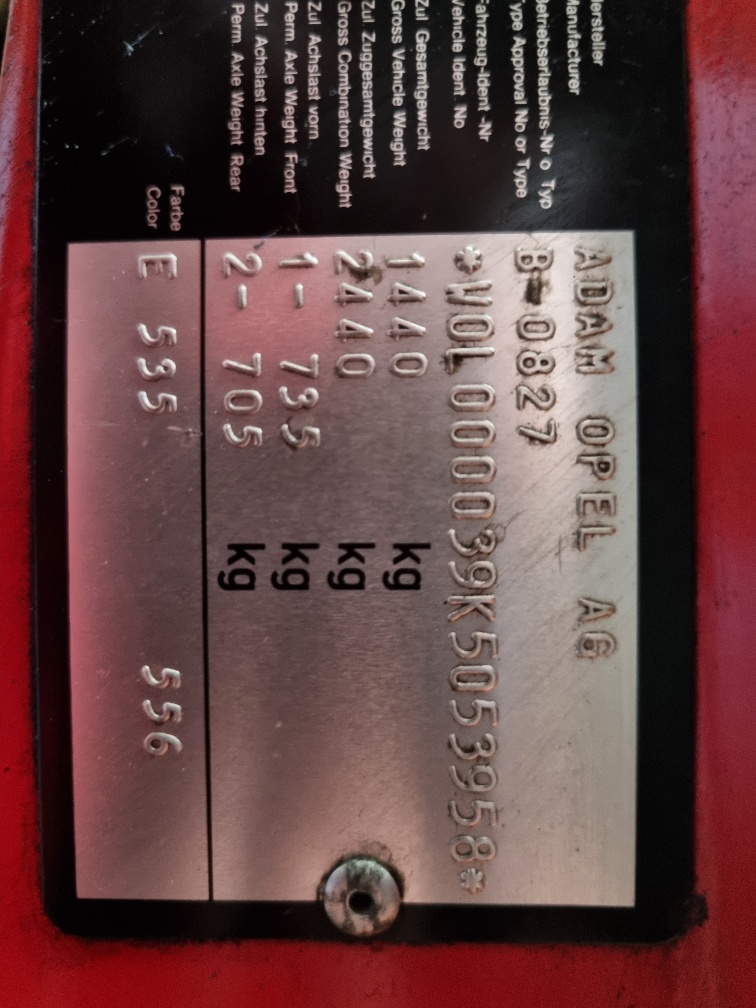 Hersteller
Manufacturer
ADAM OPEL AG
Betriebserlaubnis-Nr o Typ
Type Approval No or Type
B-0827
Fahrzeug-Ident -Nr
Vehicle Ident. No
*W0L000039K5053958*
Zul Gesamtgewicht
Gross Vehicle Weight
1440 kg
Zul Zuggesamtgewicht
Gross Combination Weight
2440 kg
Zul Achslast vorn
Perm. Axle Weight Front
1- 735 kg
Zul Achslast hinten
Perm. Axle Weight Rear
2- 705 kg
Farbe
Color
E 535 556